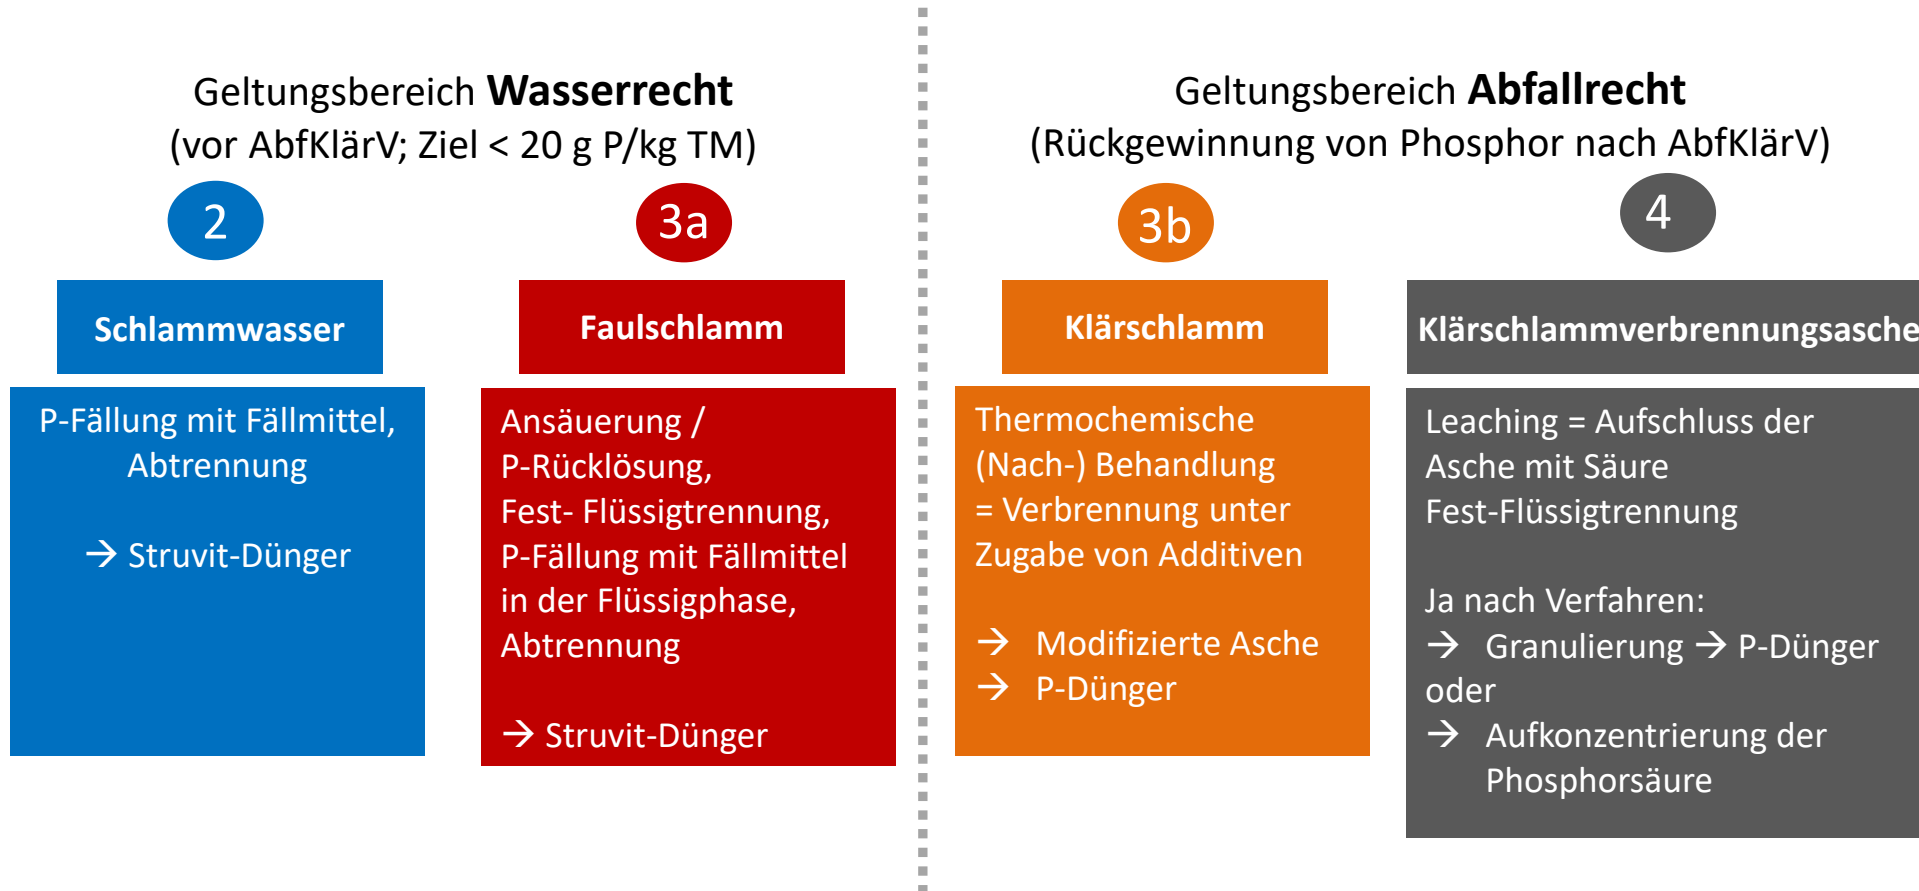 Geltungsbereich Wasserrecht
(vor AbfKlärV; Ziel < 20 g P/kg TM)
2
Schlammwasser
P-Fällung mit Fällmittel,
Abtrennung
→ Struvit-Dünger
3a
Faulschlamm
Ansäuerung /
P-Rücklösung,
Fest- Flüssigtrennung,
P-Fällung mit Fällmittel
in der Flüssigphase,
Abtrennung
→ Struvit-Dünger
Geltungsbereich Abfallrecht
(Rückgewinnung von Phosphor nach AbfKlärV)
3b
Klärschlamm
Thermochemische
(Nach-) Behandlung
= Verbrennung unter
Zugabe von Additiven
→ Modifizierte Asche
→ P-Dünger
4
Klärschlammverbrennungsasche
Leaching = Aufschluss der
Asche mit Säure
Fest-Flüssigtrennung
Ja nach Verfahren:
→ Granulierung → P-Dünger
oder
→ Aufkonzentrierung der
Phosphorsäure